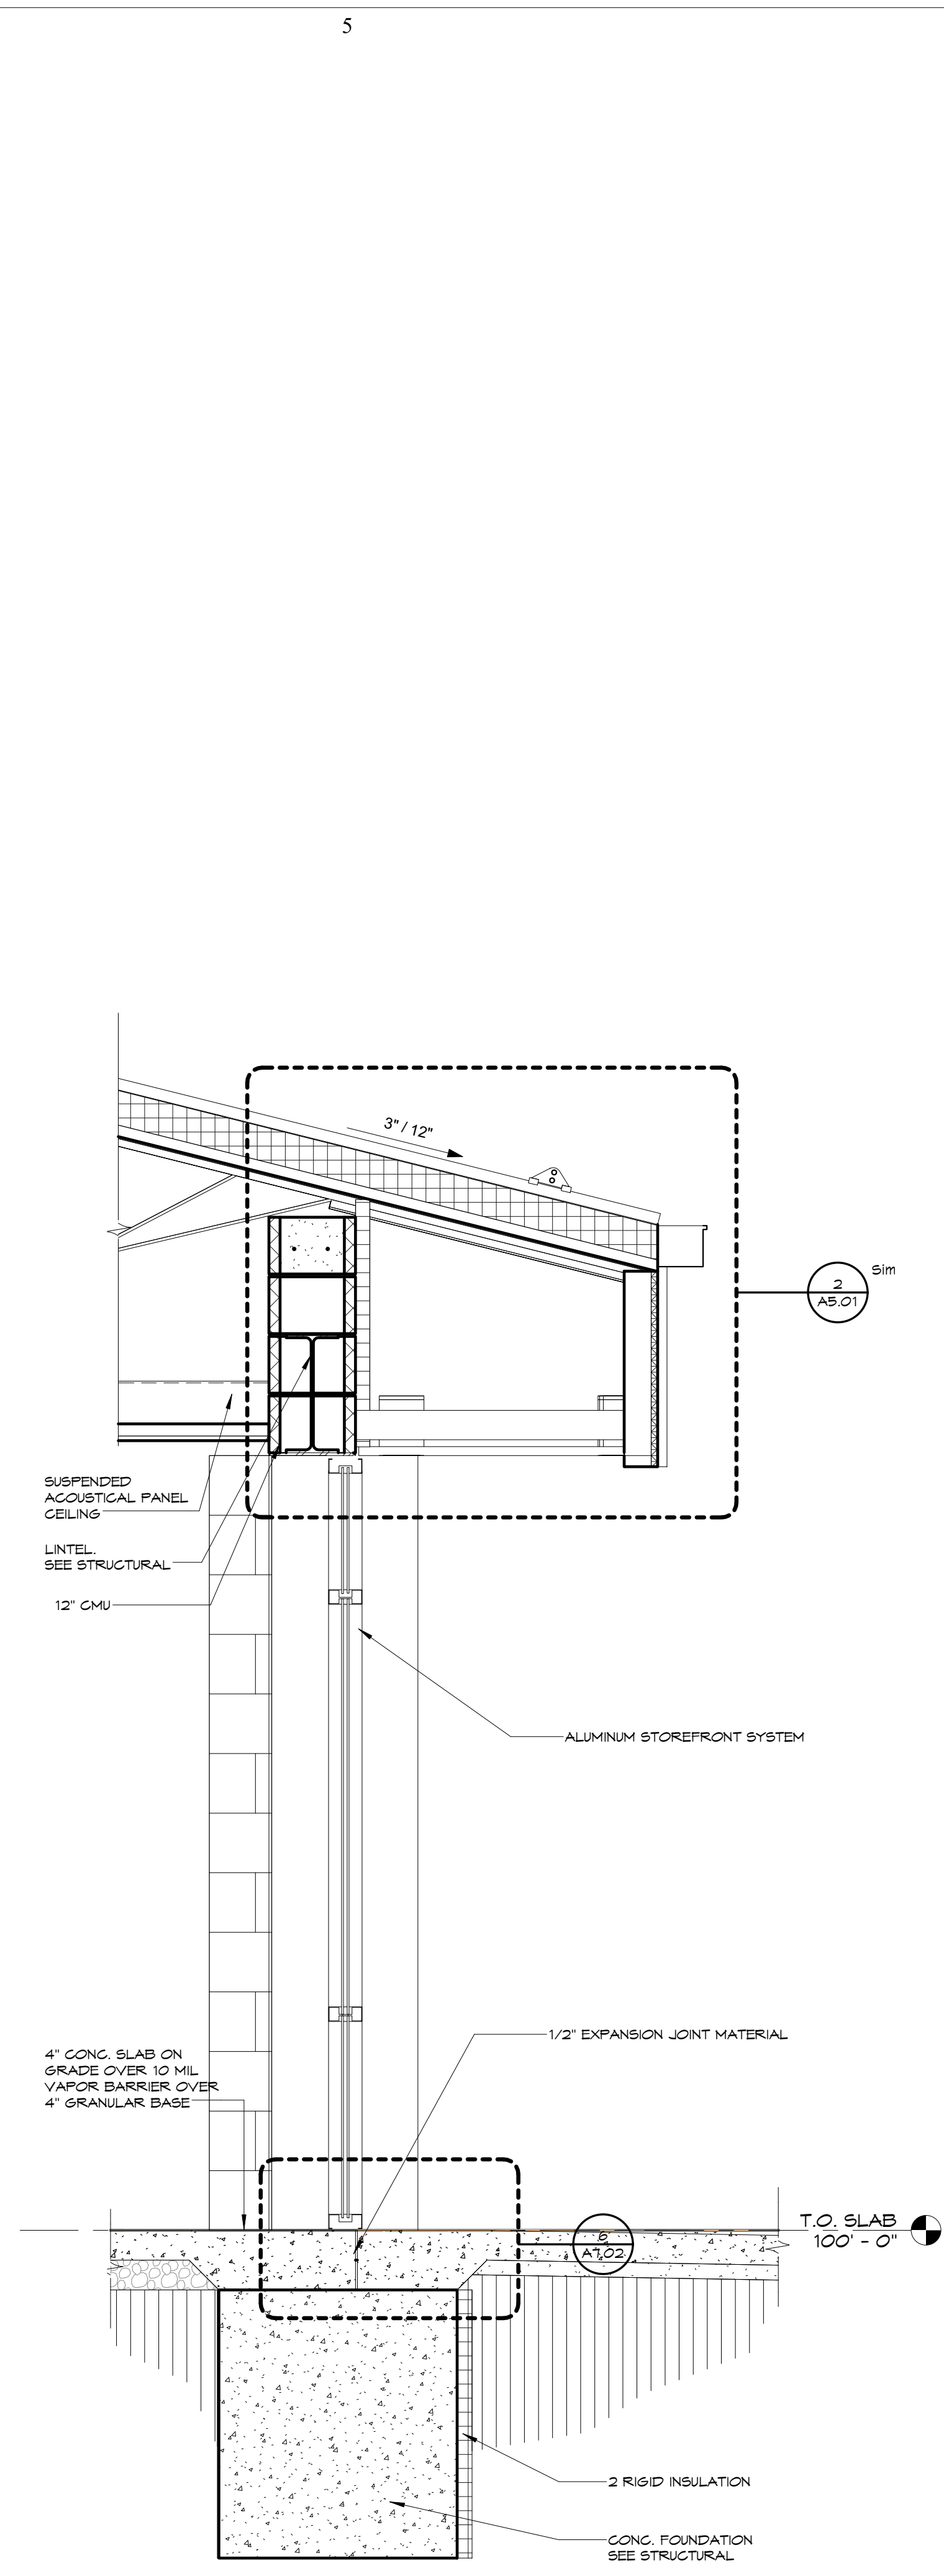 5
3" / 12"
2
A5.01
Sim
SUSPENDED
ACOUSTICAL PANEL
CEILING
LINTEL.
SEE STRUCTURAL
12" CMU
ALUMINUM STOREFRONT SYSTEM
1/2" EXPANSION JOINT MATERIAL
4" CONC. SLAB ON
GRADE OVER 10 MIL
VAPOR BARRIER OVER
4" GRANULAR BASE
T.O. SLAB
100' - 0"
6
A7.02
2 RIGID INSULATION
CONC. FOUNDATION
SEE STRUCTURAL